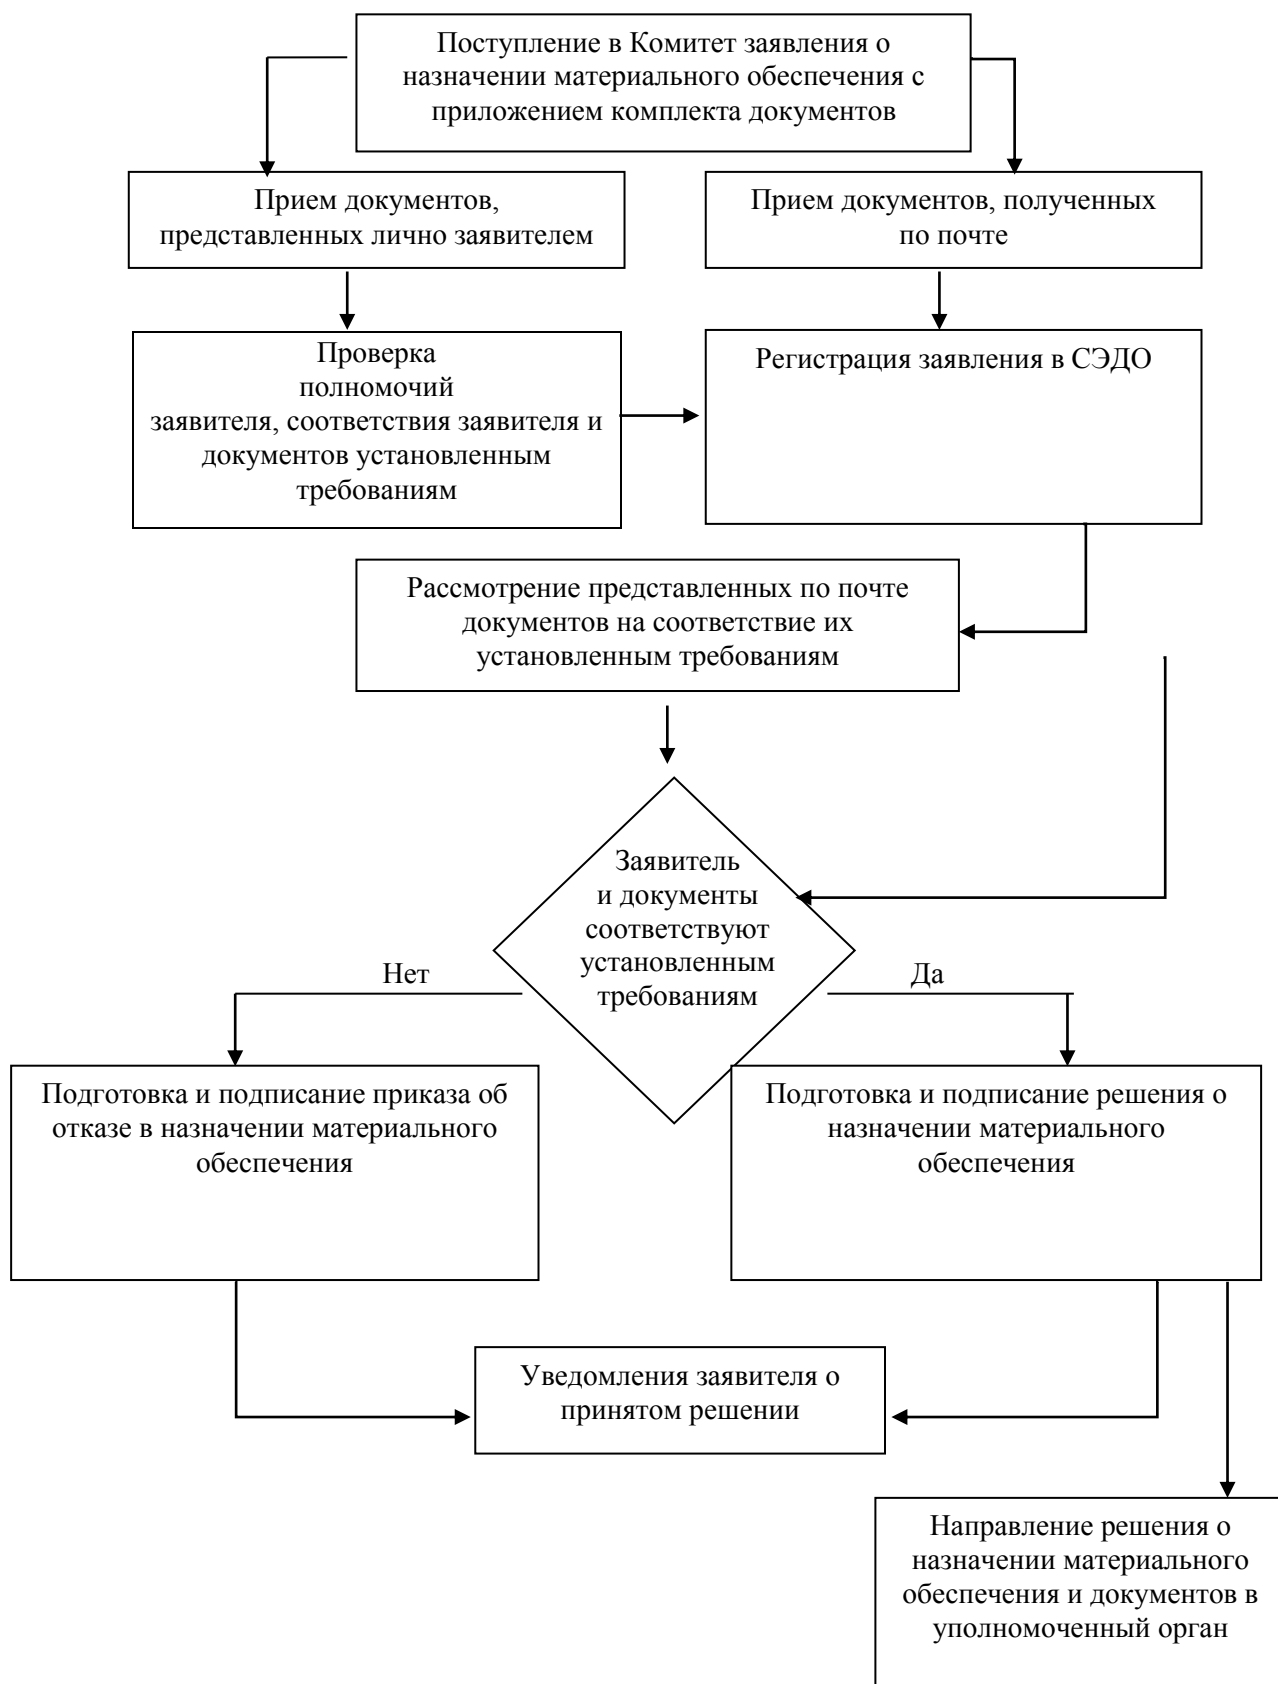 Поступление в Комитет заявления о
назначении материального обеспечения с
приложением комплекта документов
Прием документов,
представленных лично заявителем
Прием документов, полученных
по почте
Проверка
полномочий
заявителя, соответствия заявителя и
документов установленным
требованиям
Регистрация заявления в СЭДО
Рассмотрение представленных по почте
документов на соответствие их
установленным требованиям
Заявитель
и документы
соответствуют
установленным
требованиям
Нет
Да
Подготовка и подписание приказа об
отказе в назначении материального
обеспечения
Подготовка и подписание решения о
назначении материального
обеспечения
Уведомления заявителя о
принятом решении
Направление решения о
назначении материального
обеспечения и документов в
уполномоченный орган